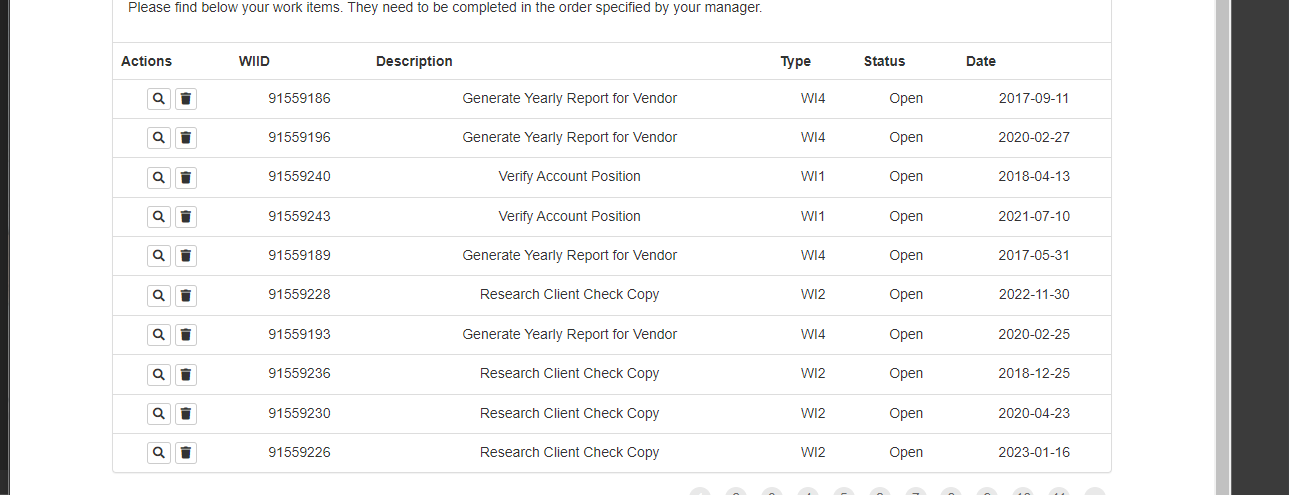 Please find below your work items. They need to be completed in the order specified by your manager.
Actions WIID Description Type Status Date
91559186 Generate Yearly Report for Vendor WI4 Open 2017-09-11
91559196 Generate Yearly Report for Vendor WI4 Open 2020-02-27
91559240 Verify Account Position WI1 Open 2018-04-13
91559243 Verify Account Position WI1 Open 2021-07-10
91559189 Generate Yearly Report for Vendor WI4 Open 2017-05-31
91559228 Research Client Check Copy WI2 Open 2022-11-30
91559193 Generate Yearly Report for Vendor WI4 Open 2020-02-25
91559236 Research Client Check Copy WI2 Open 2018-12-25
91559230 Research Client Check Copy WI2 Open 2020-04-23
91559226 Research Client Check Copy WI2 Open 2023-01-16